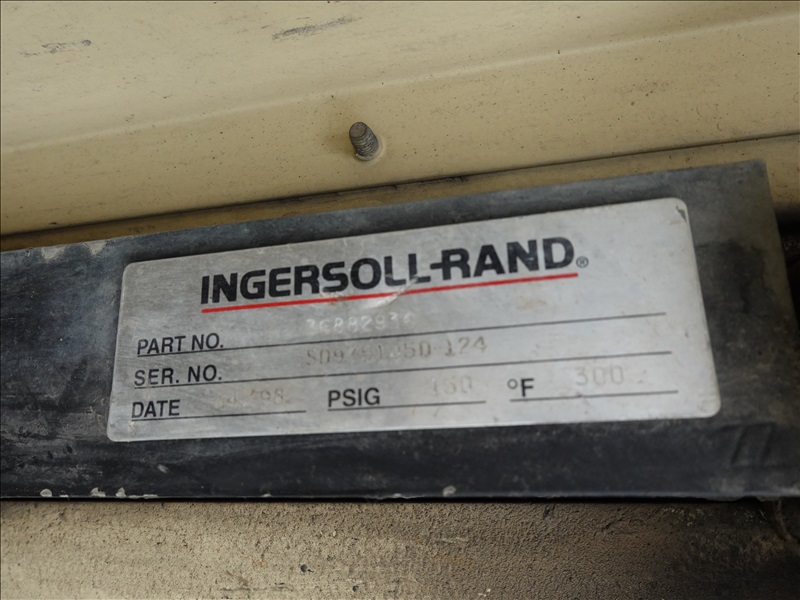 INGERSOLL-RAND®
PART NO.
SER. NO.
DATE PSIG 150 °F 300